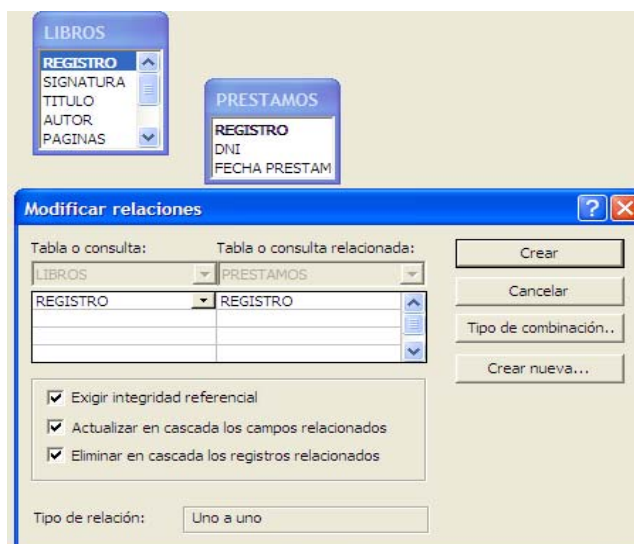 LIBROS
REGISTRO
SIGNATURA
TITULO
AUTOR
PAGINAS
PRESTAMOS
REGISTRO
DNI
FECHA PRESTAM
Modificar relaciones
Tabla o consulta: Tabla o consulta relacionada:
LIBROS PRESTAMOS
REGISTRO REGISTRO
Crear
Cancelar
Tipo de combinación..
Crear nueva...
Exigir integridad referencial
Actualizar en cascada los campos relacionados
Eliminar en cascada los registros relacionados
Tipo de relación: Uno a uno